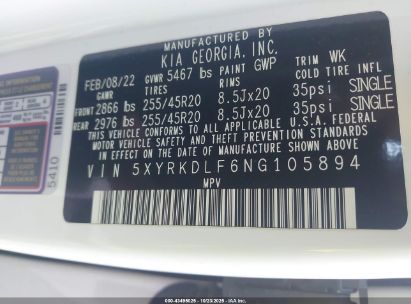 MANUFACTURED BY
KIA GEORGIA, INC.
FEB/08/22 GVWR 5467 lbs PAINT GWP TRIM WK
GAWR TIRES RIMS COLD TIRE INFL
FRONT 2866 lbs 255/45R20 8.5Jx20 35psi SINGLE
REAR 2976 lbs 255/45R20 8.5Jx20 35psi SINGLE
THIS VEHICLE CONFORMS TO ALL APPLICABLE U.S. FEDERAL
MOTOR VEHICLE SAFETY STANDARDS IN EFFECT ON
THE DATE OF MANUFACTURE SHOWN ABOVE
VIN 5XYRKDLF6NG105894
MPV
5410